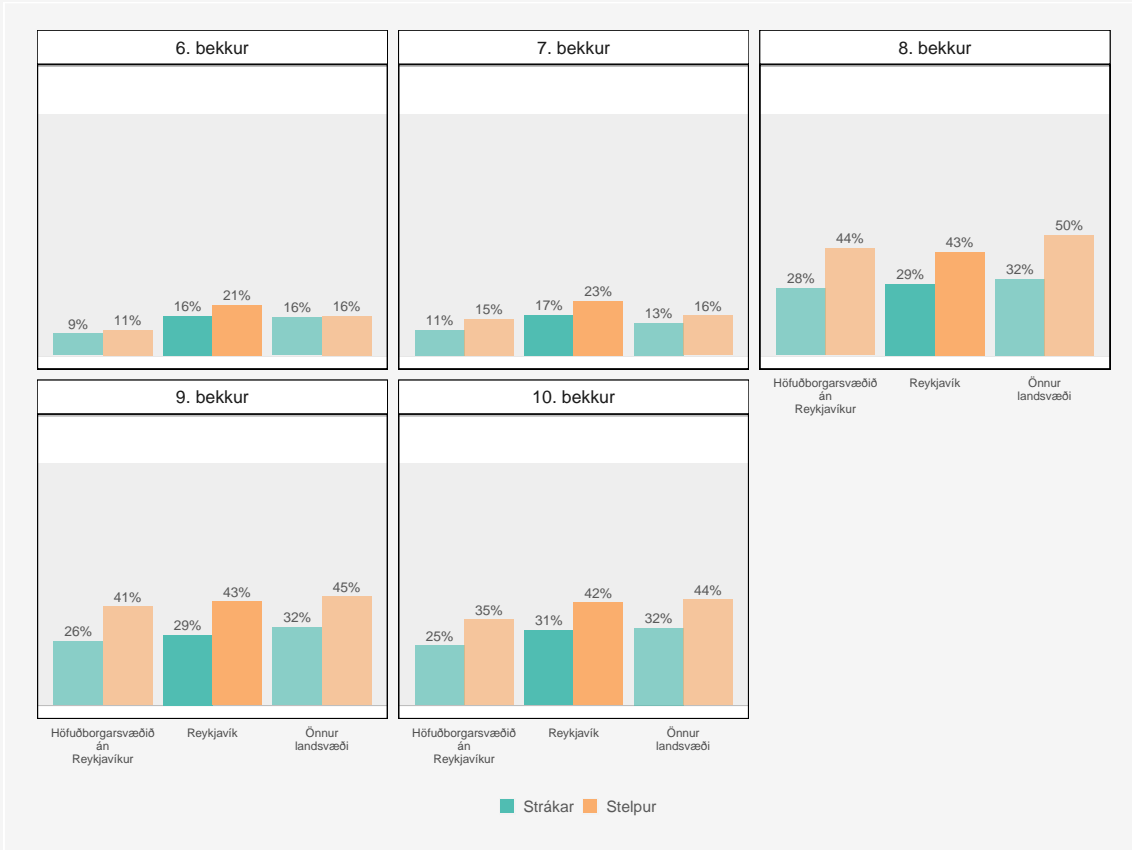 6. bekkur
7. bekkur
8. bekkur
9% 11% 16% 21% 16% 16%
11% 15% 17% 23% 13% 16%
28% 44% 29% 43% 32% 50%
Höfuðborgarsvæðið
án
Reykjavíkur
Reykjavík
Önnur
landsvæði
9. bekkur
10. bekkur
26% 41% 29% 43% 32% 45%
25% 35% 31% 42% 32% 44%
Höfuðborgarsvæðið
án
Reykjavíkur
Reykjavík
Önnur
landsvæði
Höfuðborgarsvæðið
án
Reykjavíkur
Reykjavík
Önnur
landsvæði
Strákar Stelpur